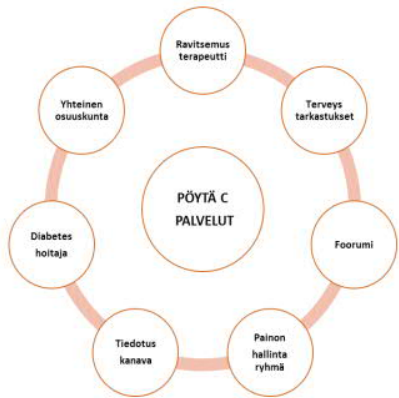 Ravitsemus
terapeutti
Terveys
tarkastukset
Foorumi
Painon
hallinta
ryhmä
Tiedotus
kanava
Diabetes
hoitaja
Yhteinen
osuuskunta
PÖYTÄ C
PALVELUT